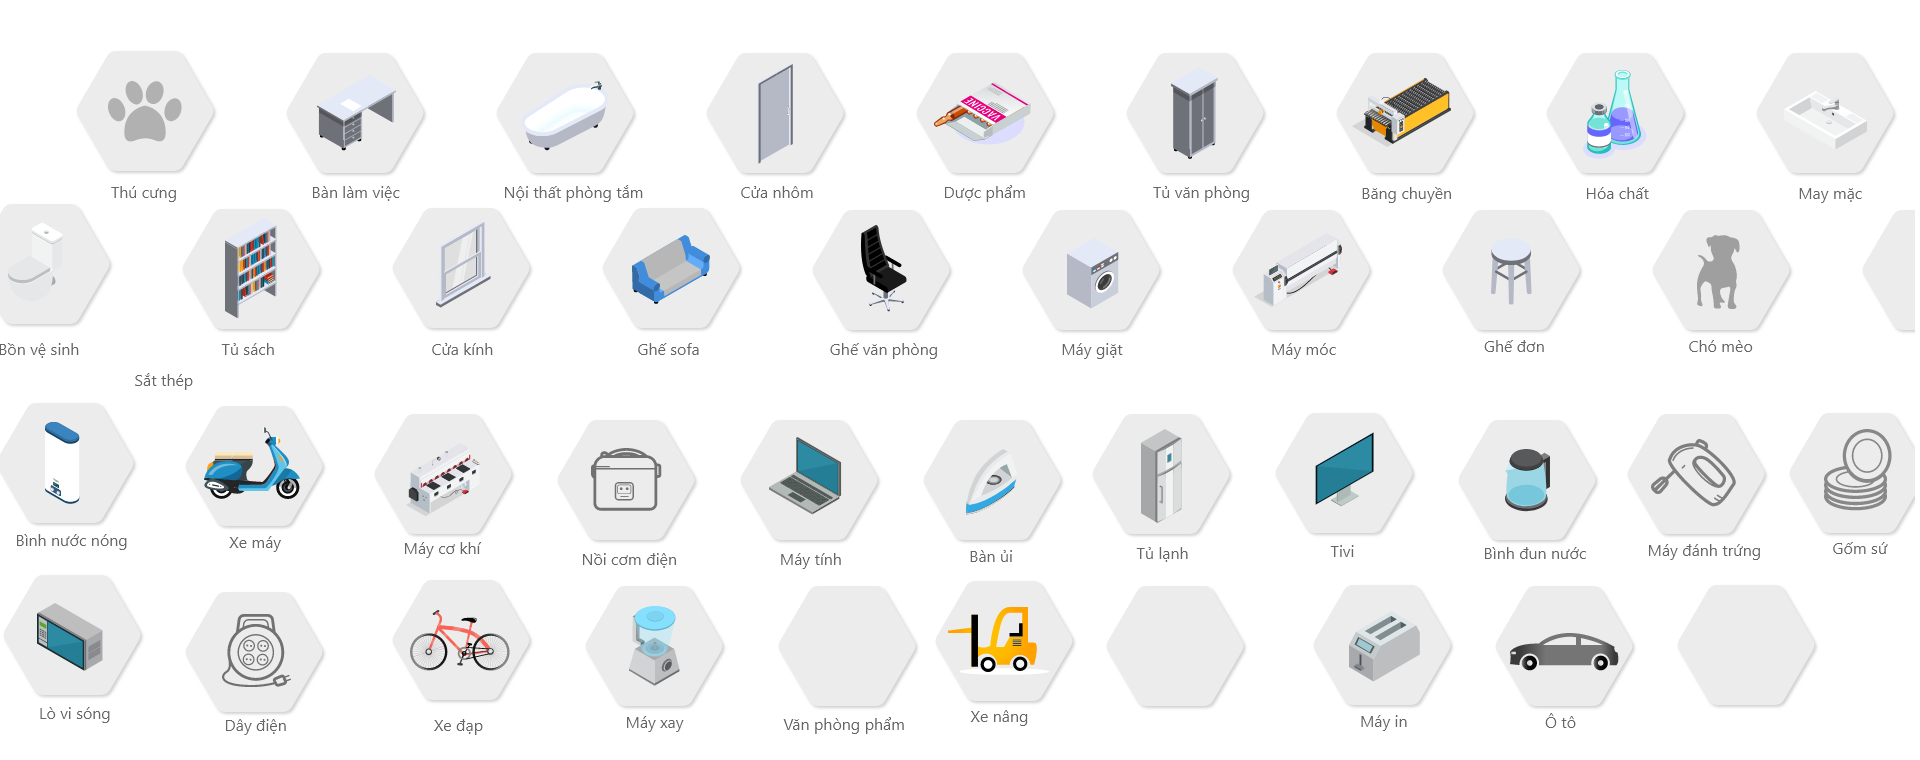 Thú cưng
Bàn làm việc
Nội thất phòng tắm
Cửa nhôm
Dược phẩm
Tủ văn phòng
Băng chuyền
Hóa chất
May mặc
VACCINE
Bồn vệ sinh
Tủ sách
Cửa kính
Ghế sofa
Ghế văn phòng
Máy giặt
Máy móc
Ghế đơn
Chó mèo
Sắt thép
Bình nước nóng
Xe máy
Máy cơ khí
Nồi cơm điện
Máy tính
Bàn ủi
Tủ lạnh
Tivi
Bình đun nước
Máy đánh trứng
Gốm sứ
Lò vi sóng
Dây điện
Xe đạp
Máy xay
Văn phòng phẩm
Xe nâng
Máy in
Ô tô